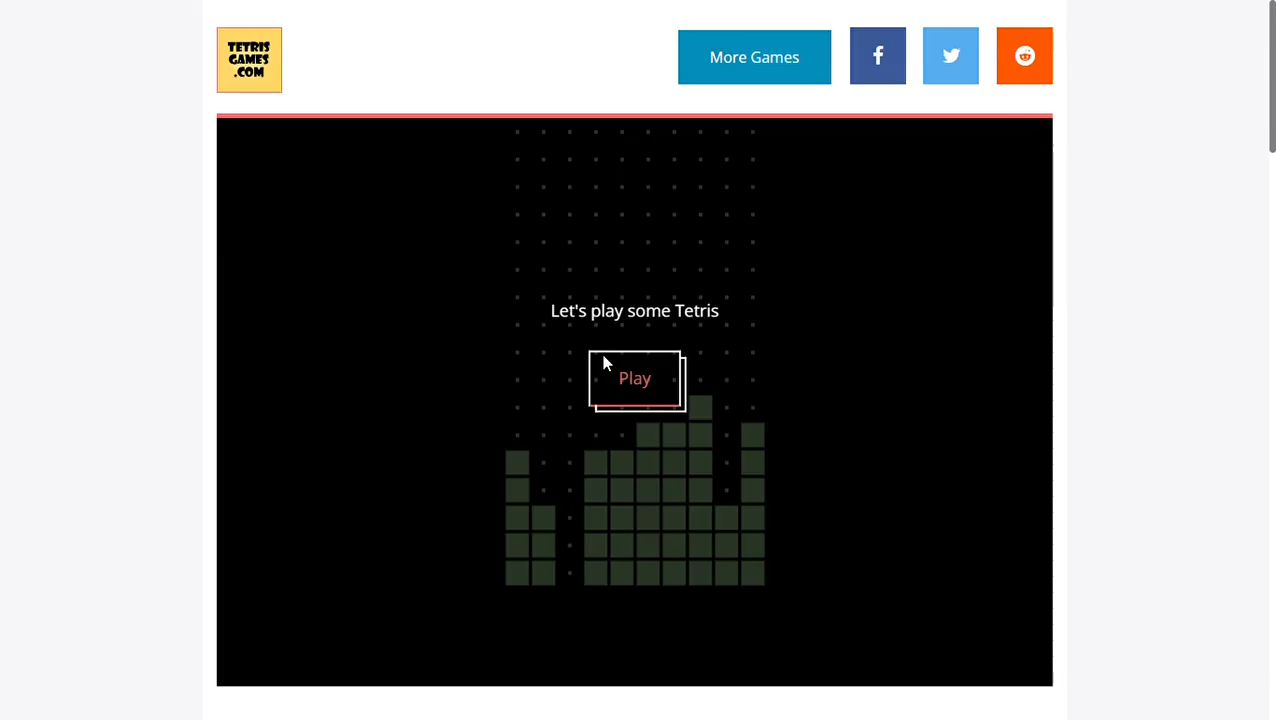 TETRIS
GAMES
.COM
More Games
Let's play some Tetris
Play